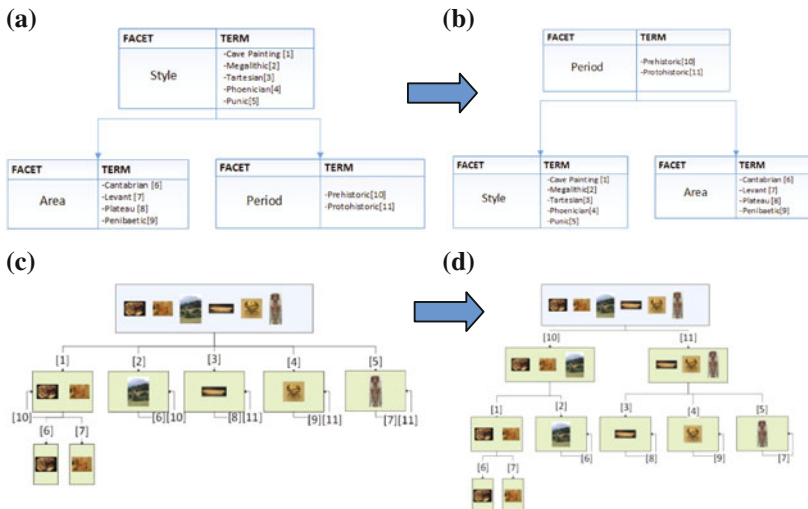 (a)
FACET TERM
Style
-Cave Painting [1]
-Megalithic[2]
-Tartesian[3]
-Phoenician[4]
-Punic[5]
FACET TERM
Area
-Cantabrian [6]
-Levant [7]
-Plateau [8]
-Penibaetic[9]
FACET TERM
Period
-Prehistoric[10]
-Protohistoric[11]
(b)
FACET TERM
Period
-Prehistoric[10]
-Protohistoric[11]
FACET TERM
Style
-Cave Painting [1]
-Megalithic[2]
-Tartesian[3]
-Phoenician[4]
-Punic[5]
FACET TERM
Area
-Cantabrian [6]
-Levant [7]
-Plateau [8]
-Penibaetic[9]
(c)
[1] [2] [3] [4] [5]
[10] [6][10] [8][11] [9][11] [7][11]
[6] [7]
(d)
[10] [11]
[1] [2] [3] [4] [5]
[6] [8] [9] [7]
[6] [7]